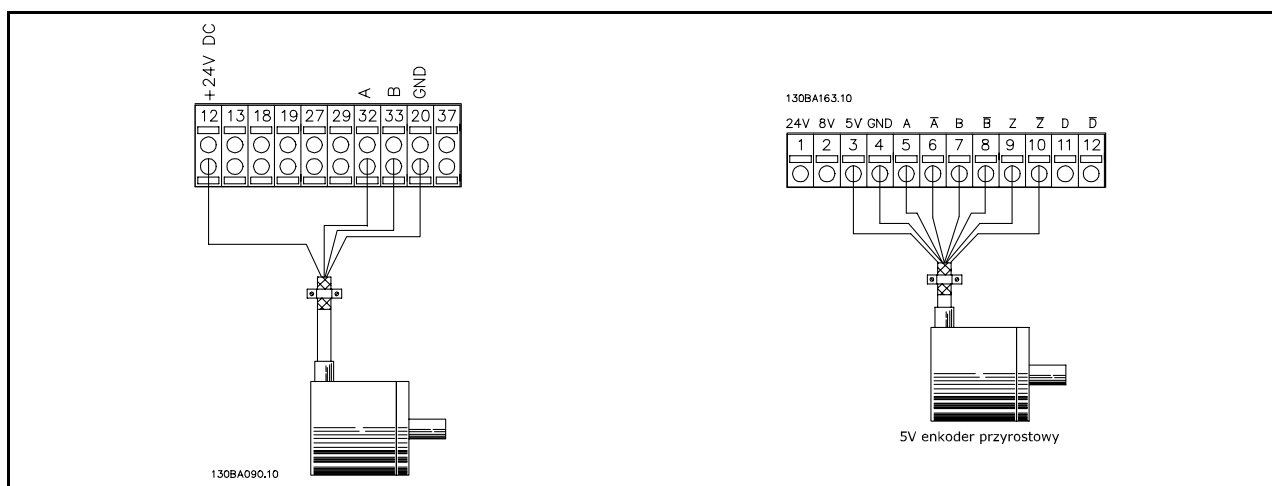 +24V DC
A
B
GND
12 13 18 19 27 29 32 33 20 37
130BA090.10
130BA163.10
24V 8V 5V GND A A̅ B B̅ Z Z̅ D D̅
1 2 3 4 5 6 7 8 9 10 11 12
5V enkoder przyrostowy